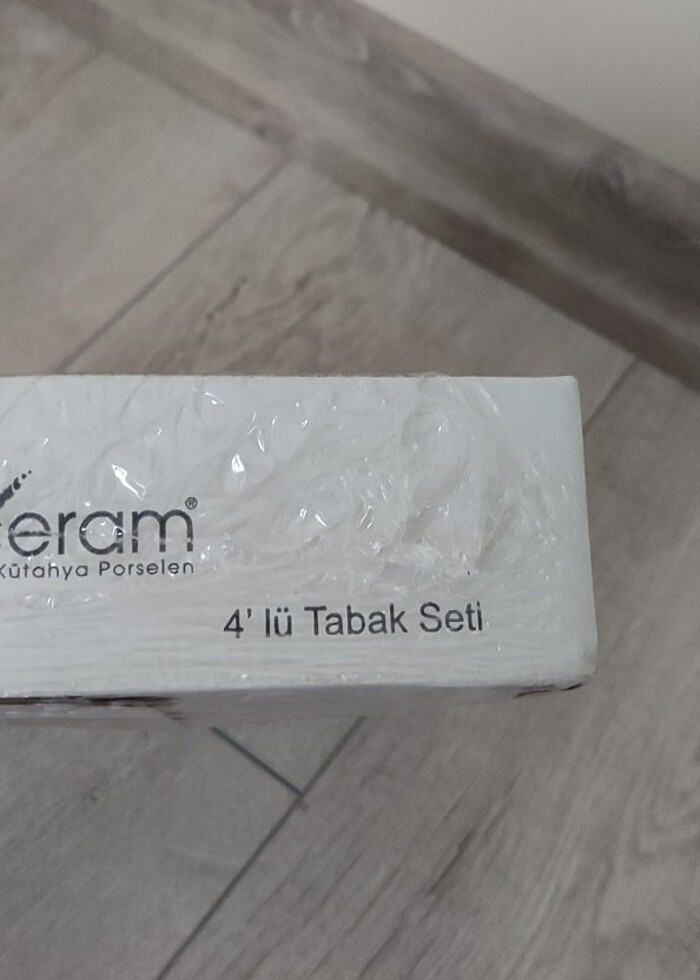 eram®
Kütahya Porselen
4' lü Tabak Seti